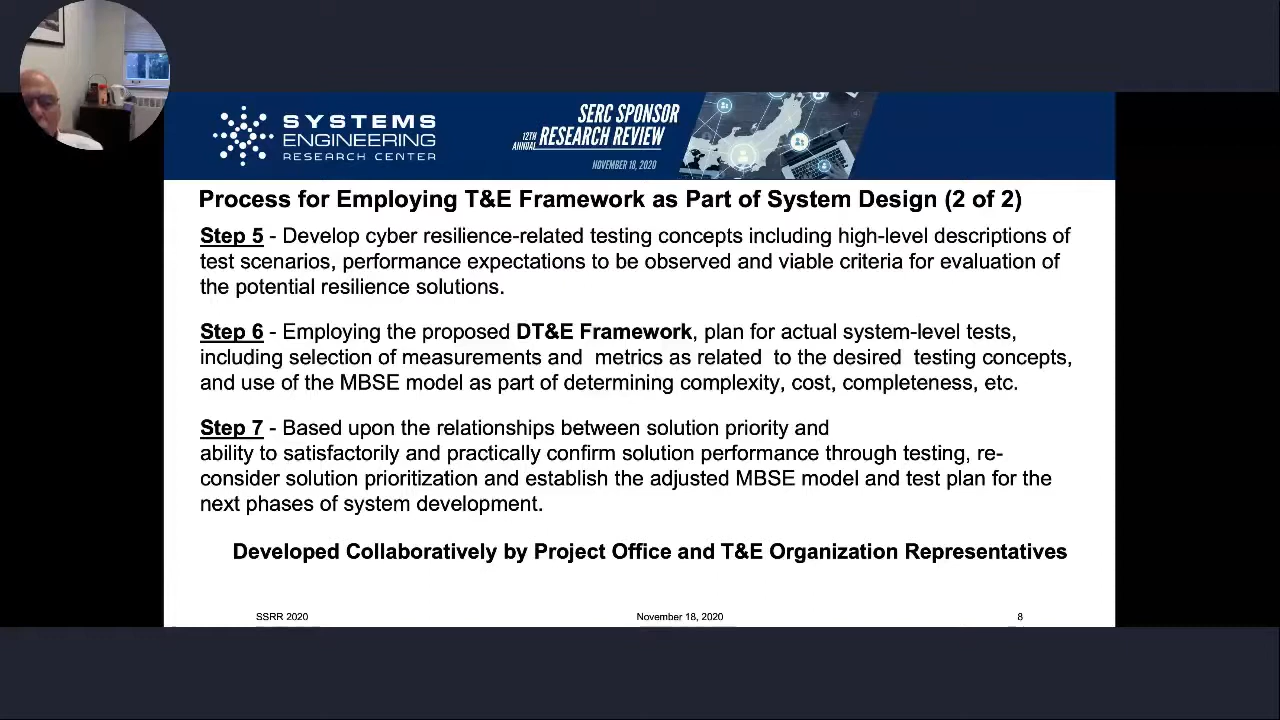 SYSTEMS
ENGINEERING
RESEARCH CENTER
SERC SPONSOR
12TH ANNUAL RESEARCH REVIEW
NOVEMBER 18, 2020
Process for Employing T&E Framework as Part of System Design (2 of 2)
Step 5 - Develop cyber resilience-related testing concepts including high-level descriptions of
test scenarios, performance expectations to be observed and viable criteria for evaluation of
the potential resilience solutions.
Step 6 - Employing the proposed DT&E Framework, plan for actual system-level tests,
including selection of measurements and  metrics as related  to the desired  testing concepts,
and use of the MBSE model as part of determining complexity, cost, completeness, etc.
Step 7 - Based upon the relationships between solution priority and
ability to satisfactorily and practically confirm solution performance through testing, re-
consider solution prioritization and establish the adjusted MBSE model and test plan for the
next phases of system development.
Developed Collaboratively by Project Office and T&E Organization Representatives
SSRR 2020
November 18, 2020
8